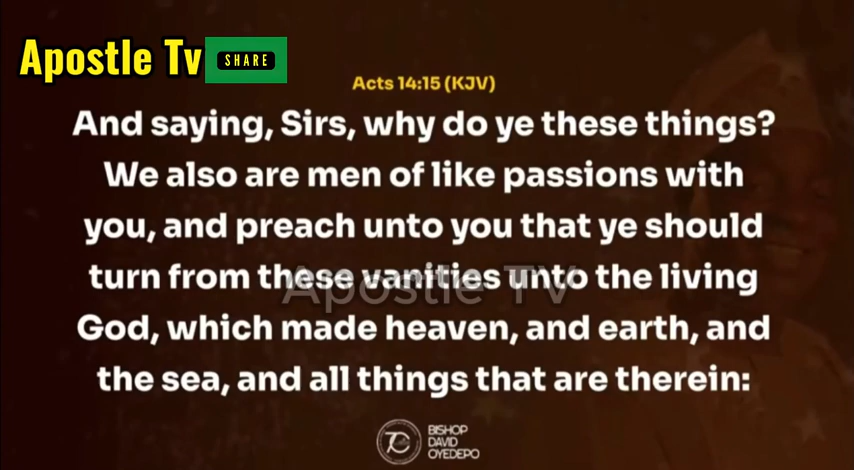 Apostle Tv
SHARE
Acts 14:15 (KJV)
And saying, Sirs, why do ye these things?
We also are men of like passions with
you, and preach unto you that ye should
turn from these vanities unto the living
Apostle TV
God, which made heaven, and earth, and
the sea, and all things that are therein:
BISHOP
DAVID
OYEDEPO